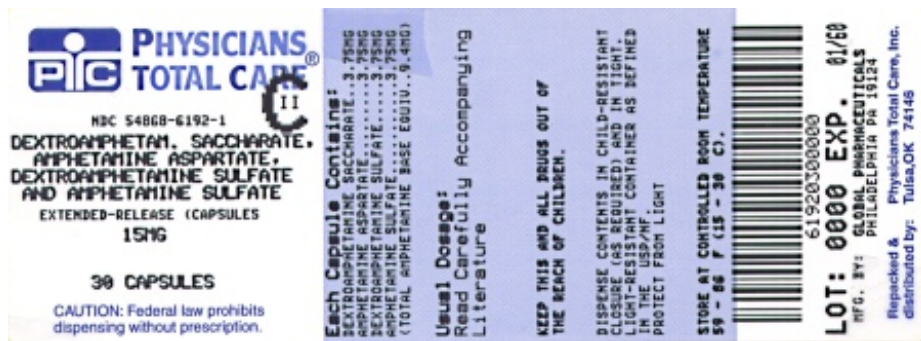 PTC
PHYSICIANS
TOTAL CARE®
CII
NDC 54868-6192-1
DEXTROAMPHETAM. SACCHARATE,
AMPHETAMINE ASPARTATE,
DEXTROAMPHETAMINE SULFATE
AND AMPHETAMINE SULFATE
EXTENDED-RELEASE (CAPSULES
15MG
30 CAPSULES
CAUTION: Federal law prohibits
dispensing without prescription.
Each Capsule Contains:
DEXTROAMPHETAMINE SACCHARATE..3.75MG
AMPHETAMINE ASPARTATE.........3.75MG
DEXTROAMPHETAMINE SULFATE.....3.75MG
AMPHETAMINE SULFATE...........3.75MG
(TOTAL AMPHETAMINE BASE EQUIV..9.4MG)
Usual Dosage:
Read Carefully Accompanying
Literature
KEEP THIS AND ALL DRUGS OUT OF
THE REACH OF CHILDREN.
DISPENSE CONTENTS IN CHILD-RESISTANT
CLOSURE (AS REQUIRED) AND IN TIGHT,
LIGHT-RESISTANT CONTAINER AS DEFINED
IN THE USP/NF
PROTECT FROM LIGHT
STORE AT CONTROLLED ROOM TEMPERATURE
59 - 86 F (15 - 30 C).
61920300000
LOT: 0000 EXP. 01/60
MFG. BY: GLOBAL PHARMACEUTICALS
PHILADELPHIA PA 19124
Repacked & Physicians Total Care, Inc.
distributed by: Tulsa,OK 74146